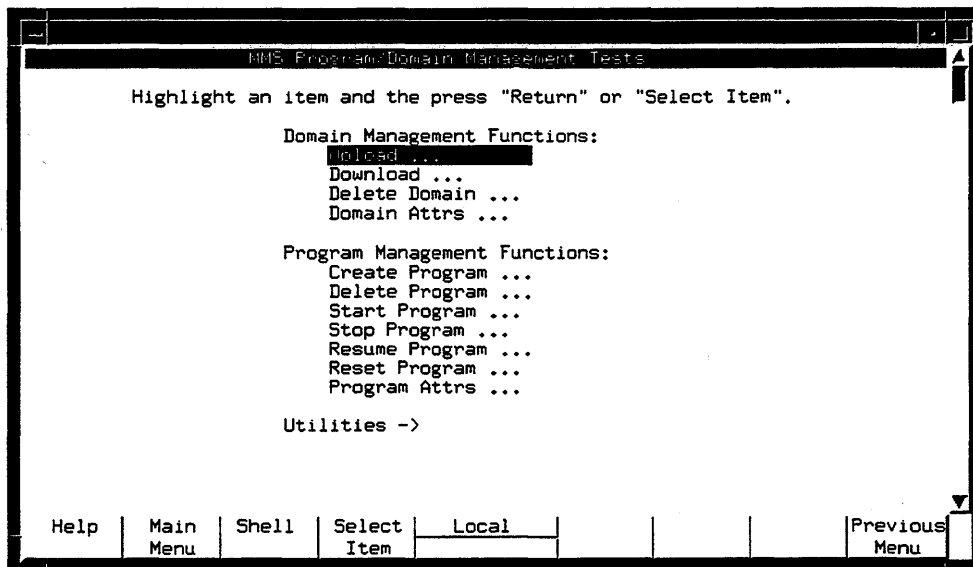 MMS Program/Domain Management Tests
Highlight an item and the press "Return" or "Select Item".
Domain Management Functions:
Upload ...
Download ...
Delete Domain ...
Domain Attrs ...
Program Management Functions:
Create Program ...
Delete Program ...
Start Program ...
Stop Program ...
Resume Program ...
Reset Program ...
Program Attrs ...
Utilities ->
Help
Main
Menu
Shell
Select
Item
Local
Previous
Menu